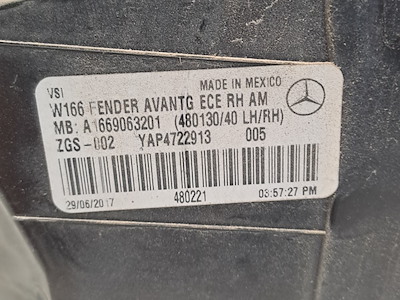 VSI MADE IN MEXICO
W166 FENDER AVANTG ECE RH AM
MB: A1669063201 (480130/40 LH/RH)
ZGS -002 YAP4722913 005
29/06/2017 480221 03:57:27 PM